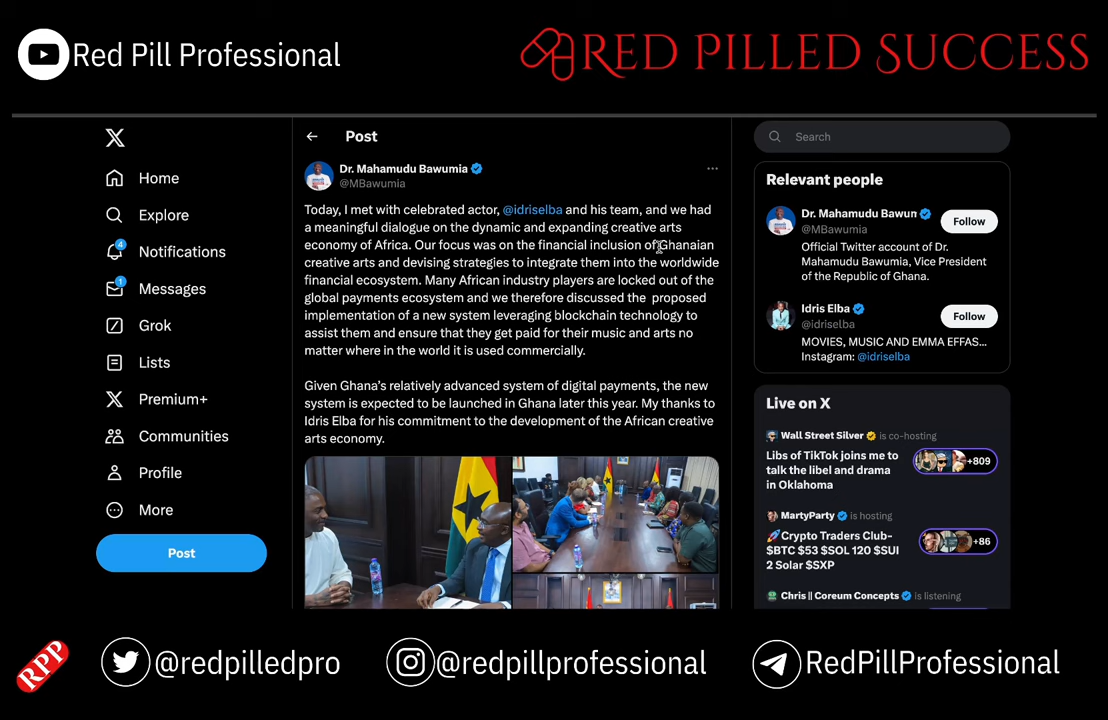 Red Pill Professional
RED PILLED SUCCESS
Home
Explore
4
Notifications
1
Messages
Grok
Lists
Premium+
Communities
Profile
More
Post
Post
Dr. Mahamudu Bawumia
@MBawumia
Today, I met with celebrated actor, @idriselba and his team, and we had
a meaningful dialogue on the dynamic and expanding creative arts
economy of Africa. Our focus was on the financial inclusion of Ghanaian
creative arts and devising strategies to integrate them into the worldwide
financial ecosystem. Many African industry players are locked out of the
global payments ecosystem and we therefore discussed the proposed
implementation of a new system leveraging blockchain technology to
assist them and ensure that they get paid for their music and arts no
matter where in the world it is used commercially.
Given Ghana's relatively advanced system of digital payments, the new
system is expected to be launched in Ghana later this year. My thanks to
Idris Elba for his commitment to the development of the African creative
arts economy.
Search
Relevant people
Dr. Mahamudu Bawun
@MBawumia
Follow
Official Twitter account of Dr.
Mahamudu Bawumia, Vice President
of the Republic of Ghana.
Idris Elba
@idriselba
Follow
MOVIES, MUSIC AND EMMA EFFAS...
Instagram: @idriselba
Live on X
Wall Street Silver is co-hosting
Libs of TikTok joins me to
talk the libel and drama
in Oklahoma
+809
MartyParty is hosting
🚀Crypto Traders Club-
$BTC $53 $SOL 120 $SUI
2 Solar $SXP
+86
Chris || Coreum Concepts is listening
RPP
@redpilledpro
@redpillprofessional
RedPillProfessional